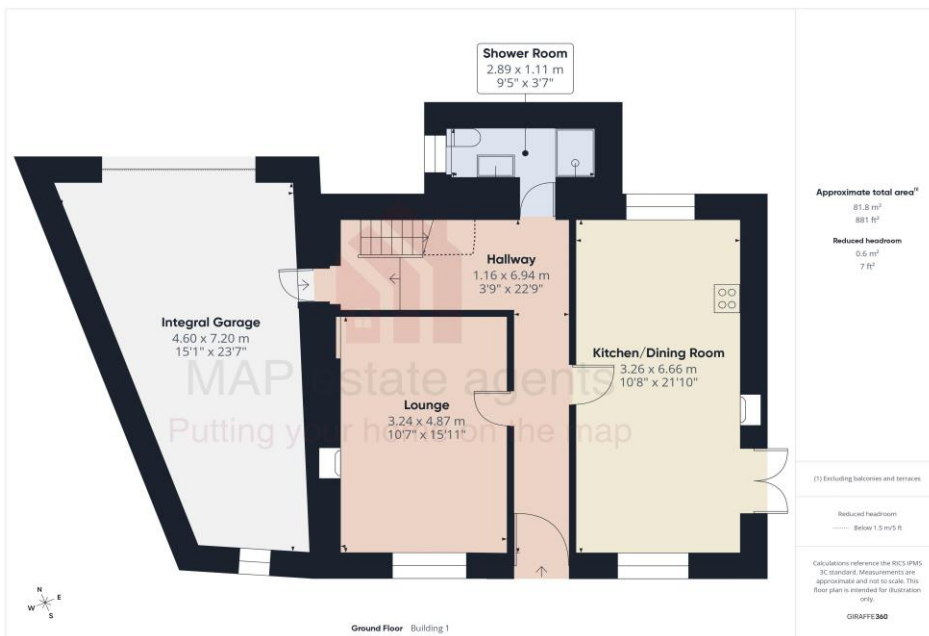 Shower Room
2.89 x 1.11 m
9'5" x 3'7"
Hallway
1.16 x 6.94 m
3'9" x 22'9"
Integral Garage
4.60 x 7.20 m
15'1" x 23'7"
Kitchen/Dining Room
3.26 x 6.66 m
10'8" x 21'10"
Lounge
3.24 x 4.87 m
10'7" x 15'11"
MAP estate agents
Putting your home on the map
N
E
S
W
Ground Floor Building 1
Approximate total area(1)
81.8 m²
881 ft²
Reduced headroom
0.6 m²
7 ft²
(1) Excluding balconies and terraces
Reduced headroom
Below 1.5 m/5 ft
Calculations reference the RICS IPMS
3C standard. Measurements are
approximate and not to scale. This
floor plan is intended for illustration
only.
GIRAFFE360